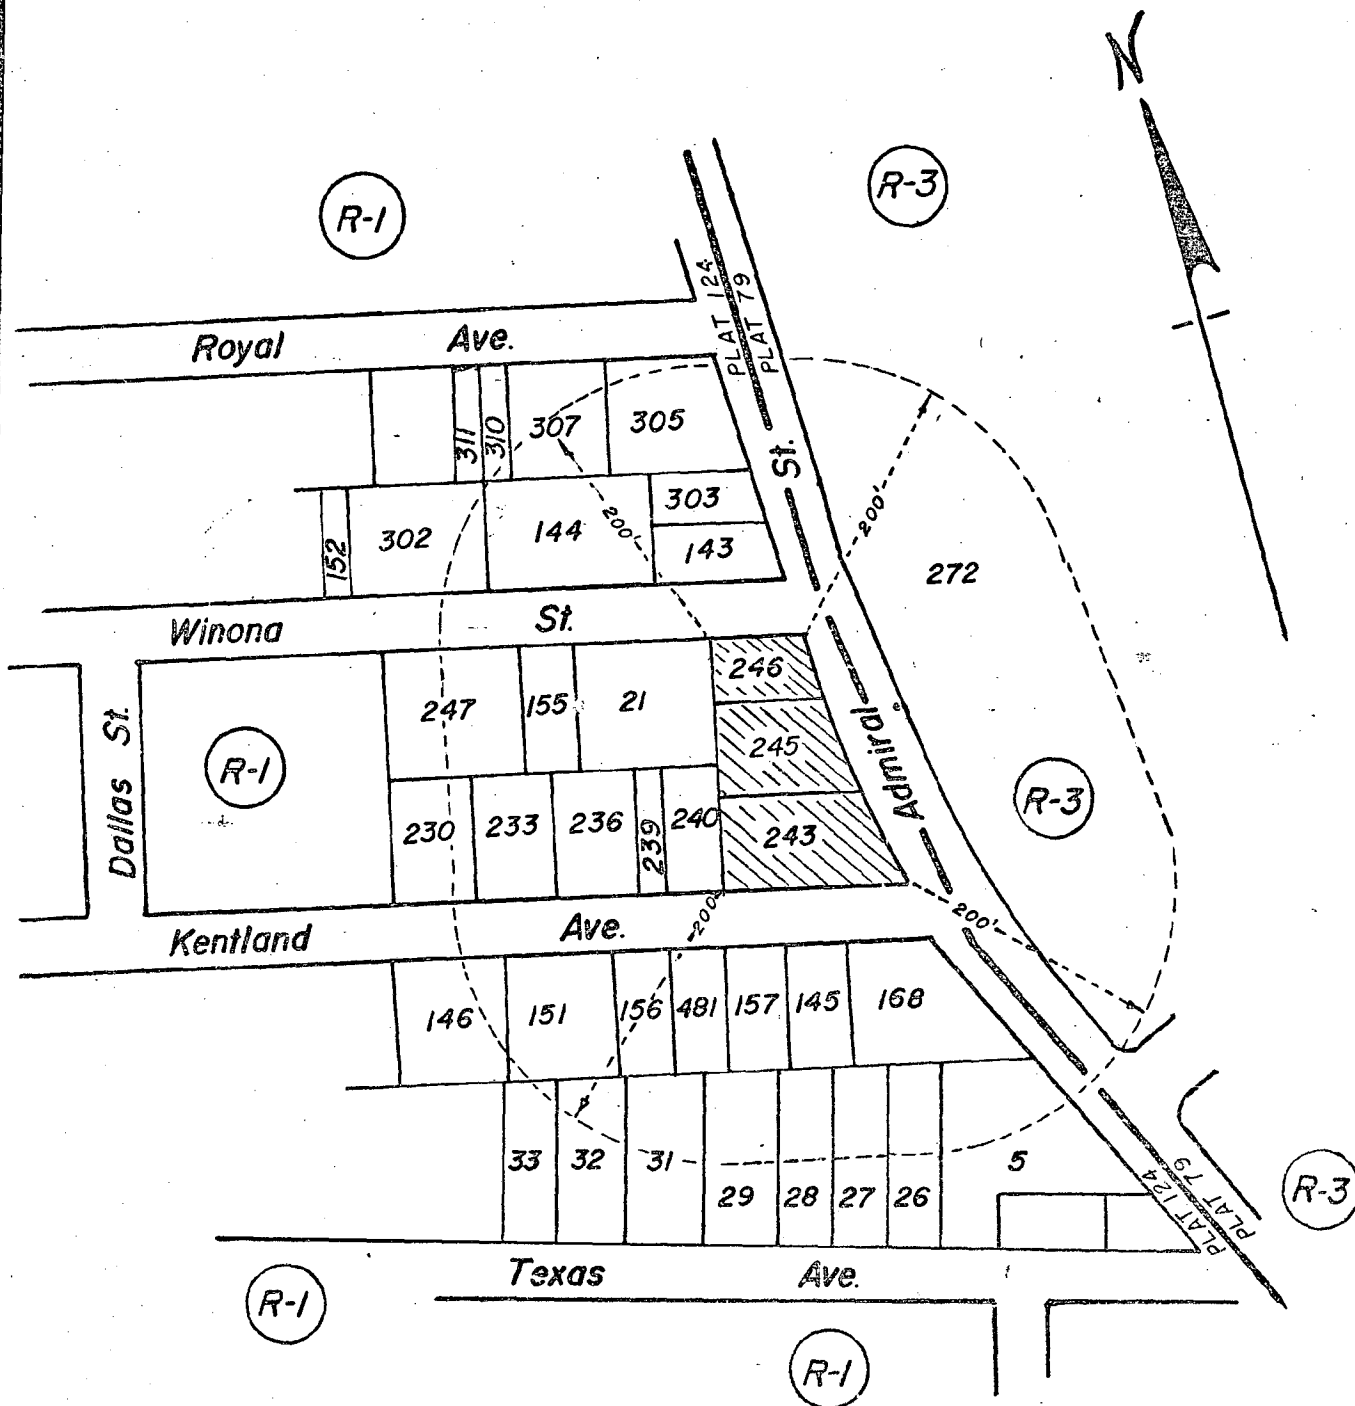 N
R-1
R-3
PLAT 124
PLAT 79
Royal Ave.
311
310
307
305
St.
303
152
302
144
143
200'
200'
272
Winona St.
246
247
155
21
245
Dallas St.
R-1
Admiral
R-3
230
233
236
239
240
243
200'
200'
Kentland Ave.
146
151
156
481
157
145
168
33
32
31
29
28
27
26
5
PLAT 124
PLAT 79
R-3
Texas Ave.
R-1
R-1